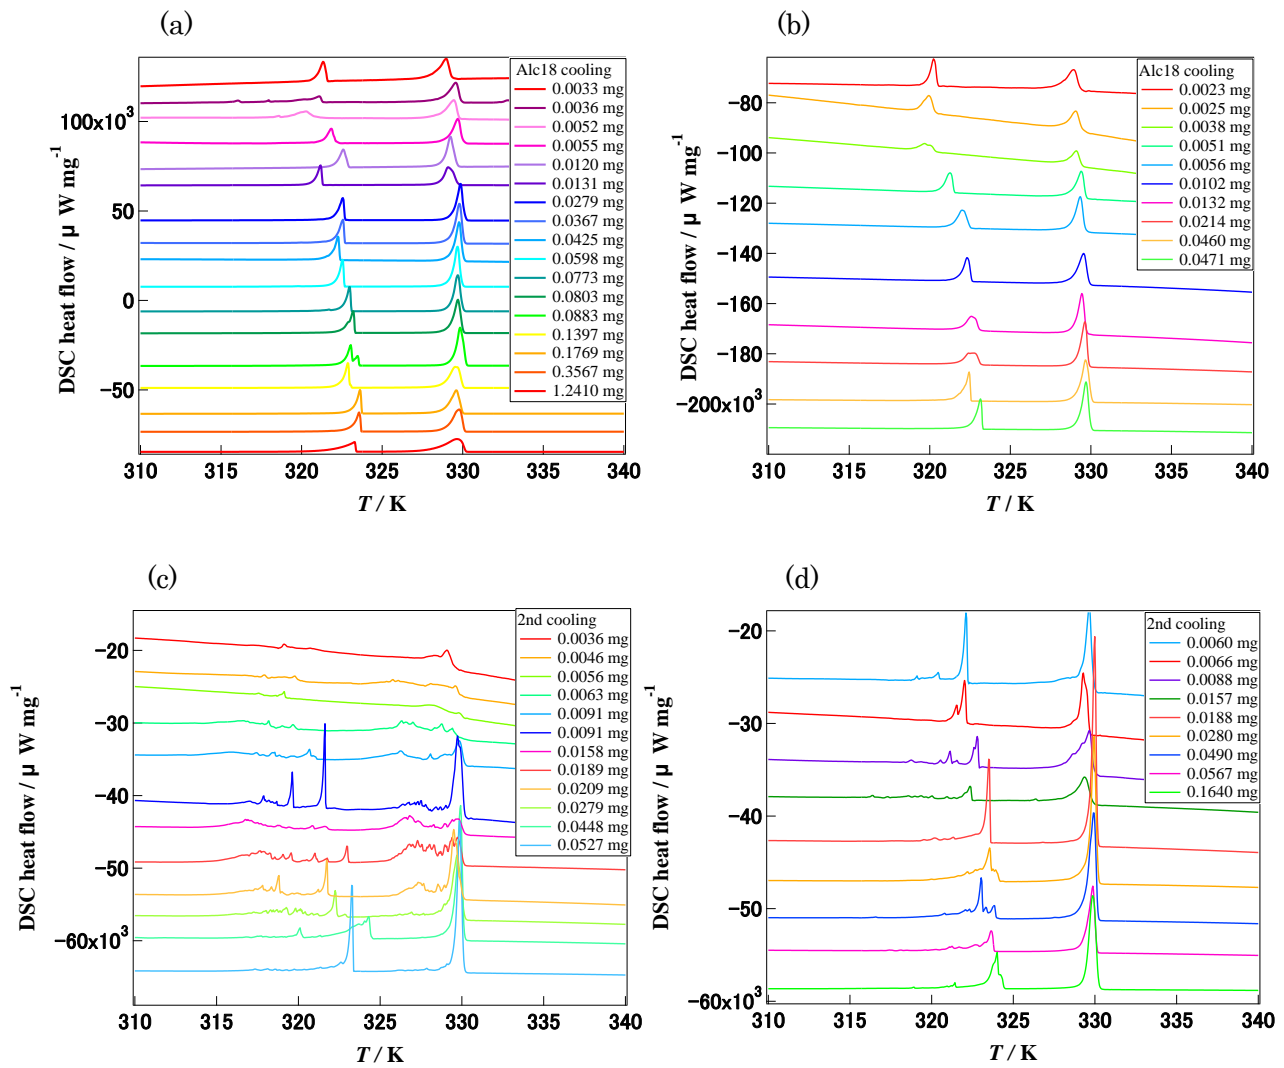 (a)
Alc18 cooling
0.0033 mg
0.0036 mg
0.0052 mg
0.0055 mg
0.0120 mg
0.0131 mg
0.0279 mg
0.0367 mg
0.0425 mg
0.0598 mg
0.0773 mg
0.0803 mg
0.0883 mg
0.1397 mg
0.1769 mg
0.3567 mg
1.2410 mg
100x10³
50
0
-50
DSC heat flow / μ W mg⁻¹
310 315 320 325 330 335 340
T / K
(b)
Alc18 cooling
0.0023 mg
0.0025 mg
0.0038 mg
0.0051 mg
0.0056 mg
0.0102 mg
0.0132 mg
0.0214 mg
0.0460 mg
0.0471 mg
-80
-100
-120
-140
-160
-180
-200x10³
DSC heat flow / μ W mg⁻¹
310 315 320 325 330 335 340
T / K
(c)
2nd cooling
0.0036 mg
0.0046 mg
0.0056 mg
0.0063 mg
0.0091 mg
0.0091 mg
0.0158 mg
0.0189 mg
0.0209 mg
0.0279 mg
0.0448 mg
0.0527 mg
-20
-30
-40
-50
-60x10³
DSC heat flow / μ W mg⁻¹
310 315 320 325 330 335 340
T / K
(d)
2nd cooling
0.0060 mg
0.0066 mg
0.0088 mg
0.0157 mg
0.0188 mg
0.0280 mg
0.0490 mg
0.0567 mg
0.1640 mg
-20
-30
-40
-50
-60x10³
DSC heat flow / μ W mg⁻¹
310 315 320 325 330 335 340
T / K